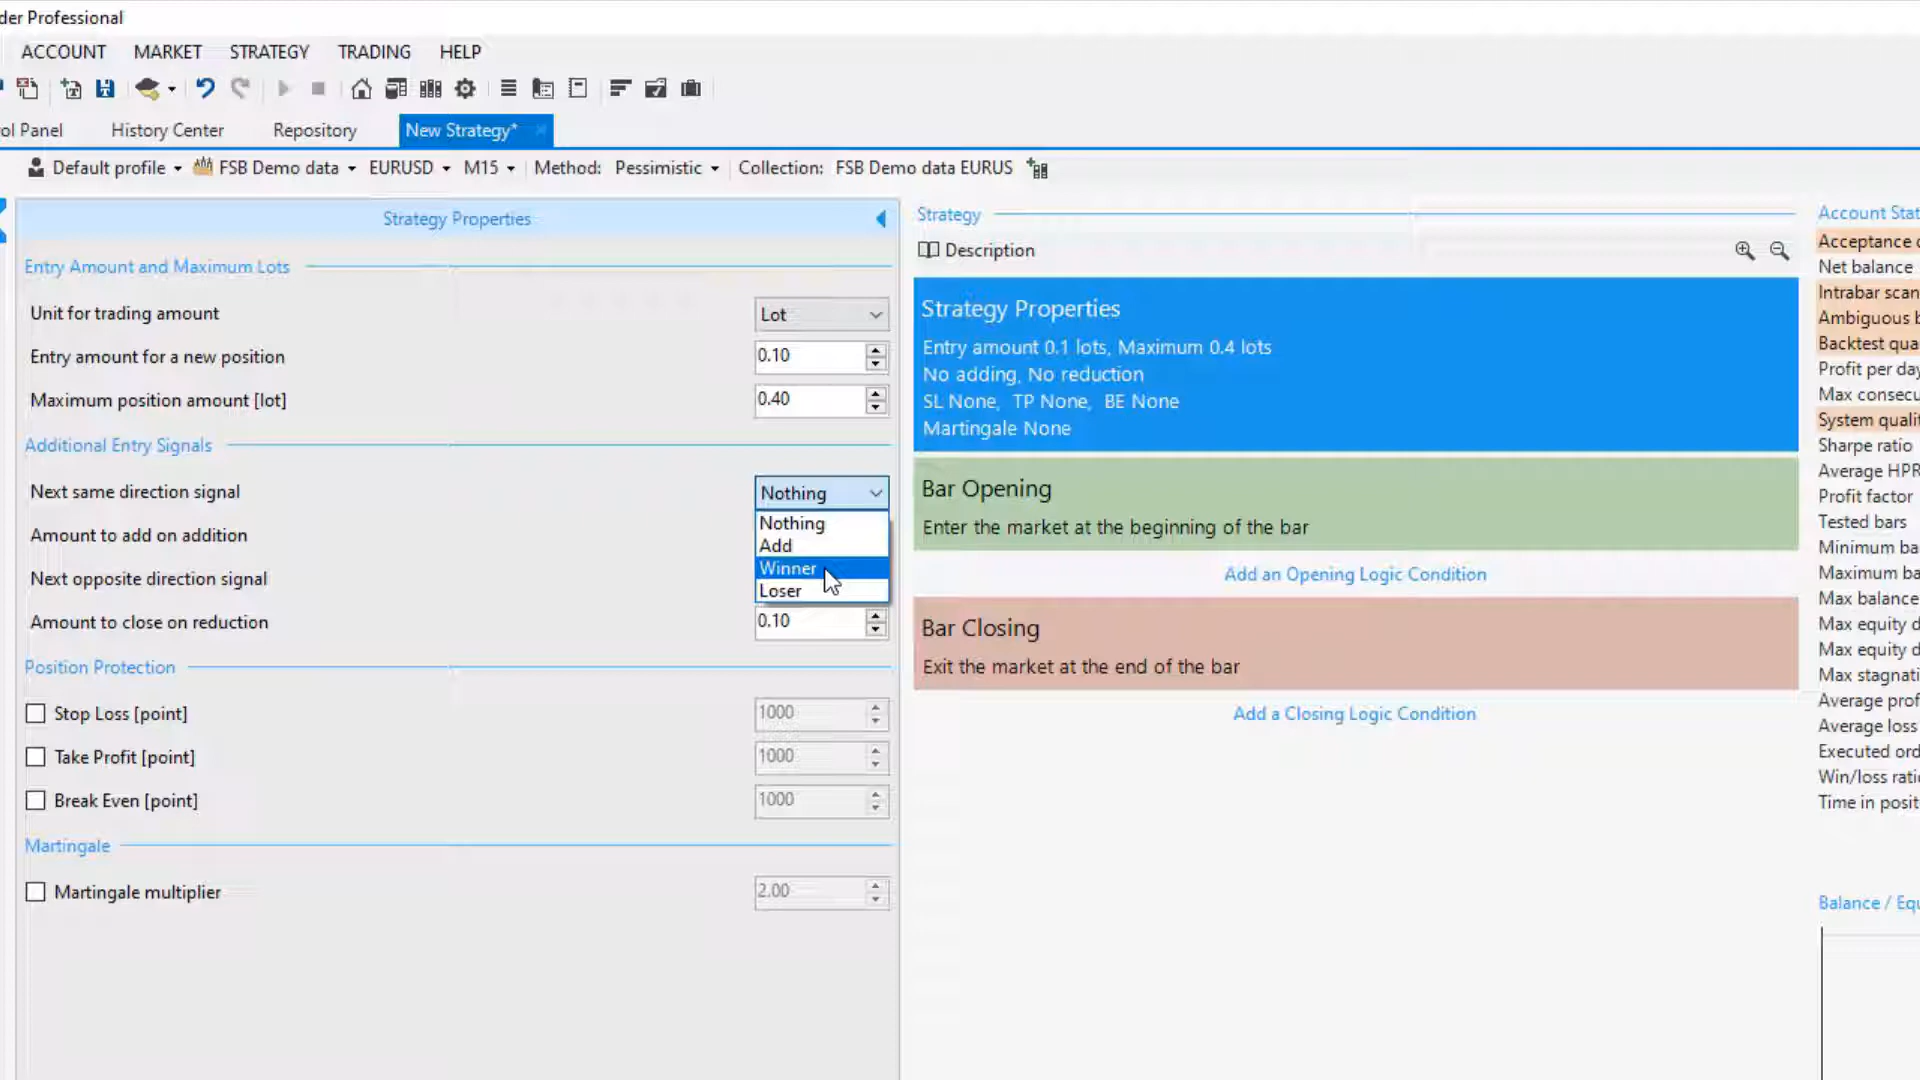 der Professional
ACCOUNT MARKET STRATEGY TRADING HELP
ol Panel History Center Repository New Strategy*
Default profile FSB Demo data EURUSD M15 Method: Pessimistic Collection: FSB Demo data EURUS
Strategy Properties
Entry Amount and Maximum Lots
Unit for trading amount Lot
Entry amount for a new position 0.10
Maximum position amount [lot] 0.40
Additional Entry Signals
Next same direction signal Nothing
Nothing
Amount to add on addition Add
Winner
Next opposite direction signal Loser
Amount to close on reduction 0.10
Position Protection
Stop Loss [point] 1000
Take Profit [point] 1000
Break Even [point] 1000
Martingale
Martingale multiplier 2.00
Strategy
Description
Strategy Properties
Entry amount 0.1 lots, Maximum 0.4 lots
No adding, No reduction
SL None, TP None, BE None
Martingale None
Bar Opening
Enter the market at the beginning of the bar
Add an Opening Logic Condition
Bar Closing
Exit the market at the end of the bar
Add a Closing Logic Condition
Account Stat
Acceptance c
Net balance
Intrabar scan
Ambiguous b
Backtest qua
Profit per day
Max consecu
System qualit
Sharpe ratio
Average HPR
Profit factor
Tested bars
Minimum ba
Maximum ba
Max balance
Max equity d
Max equity d
Max stagnati
Average prof
Average loss
Executed ord
Win/loss ratio
Time in posit
Balance / Equ